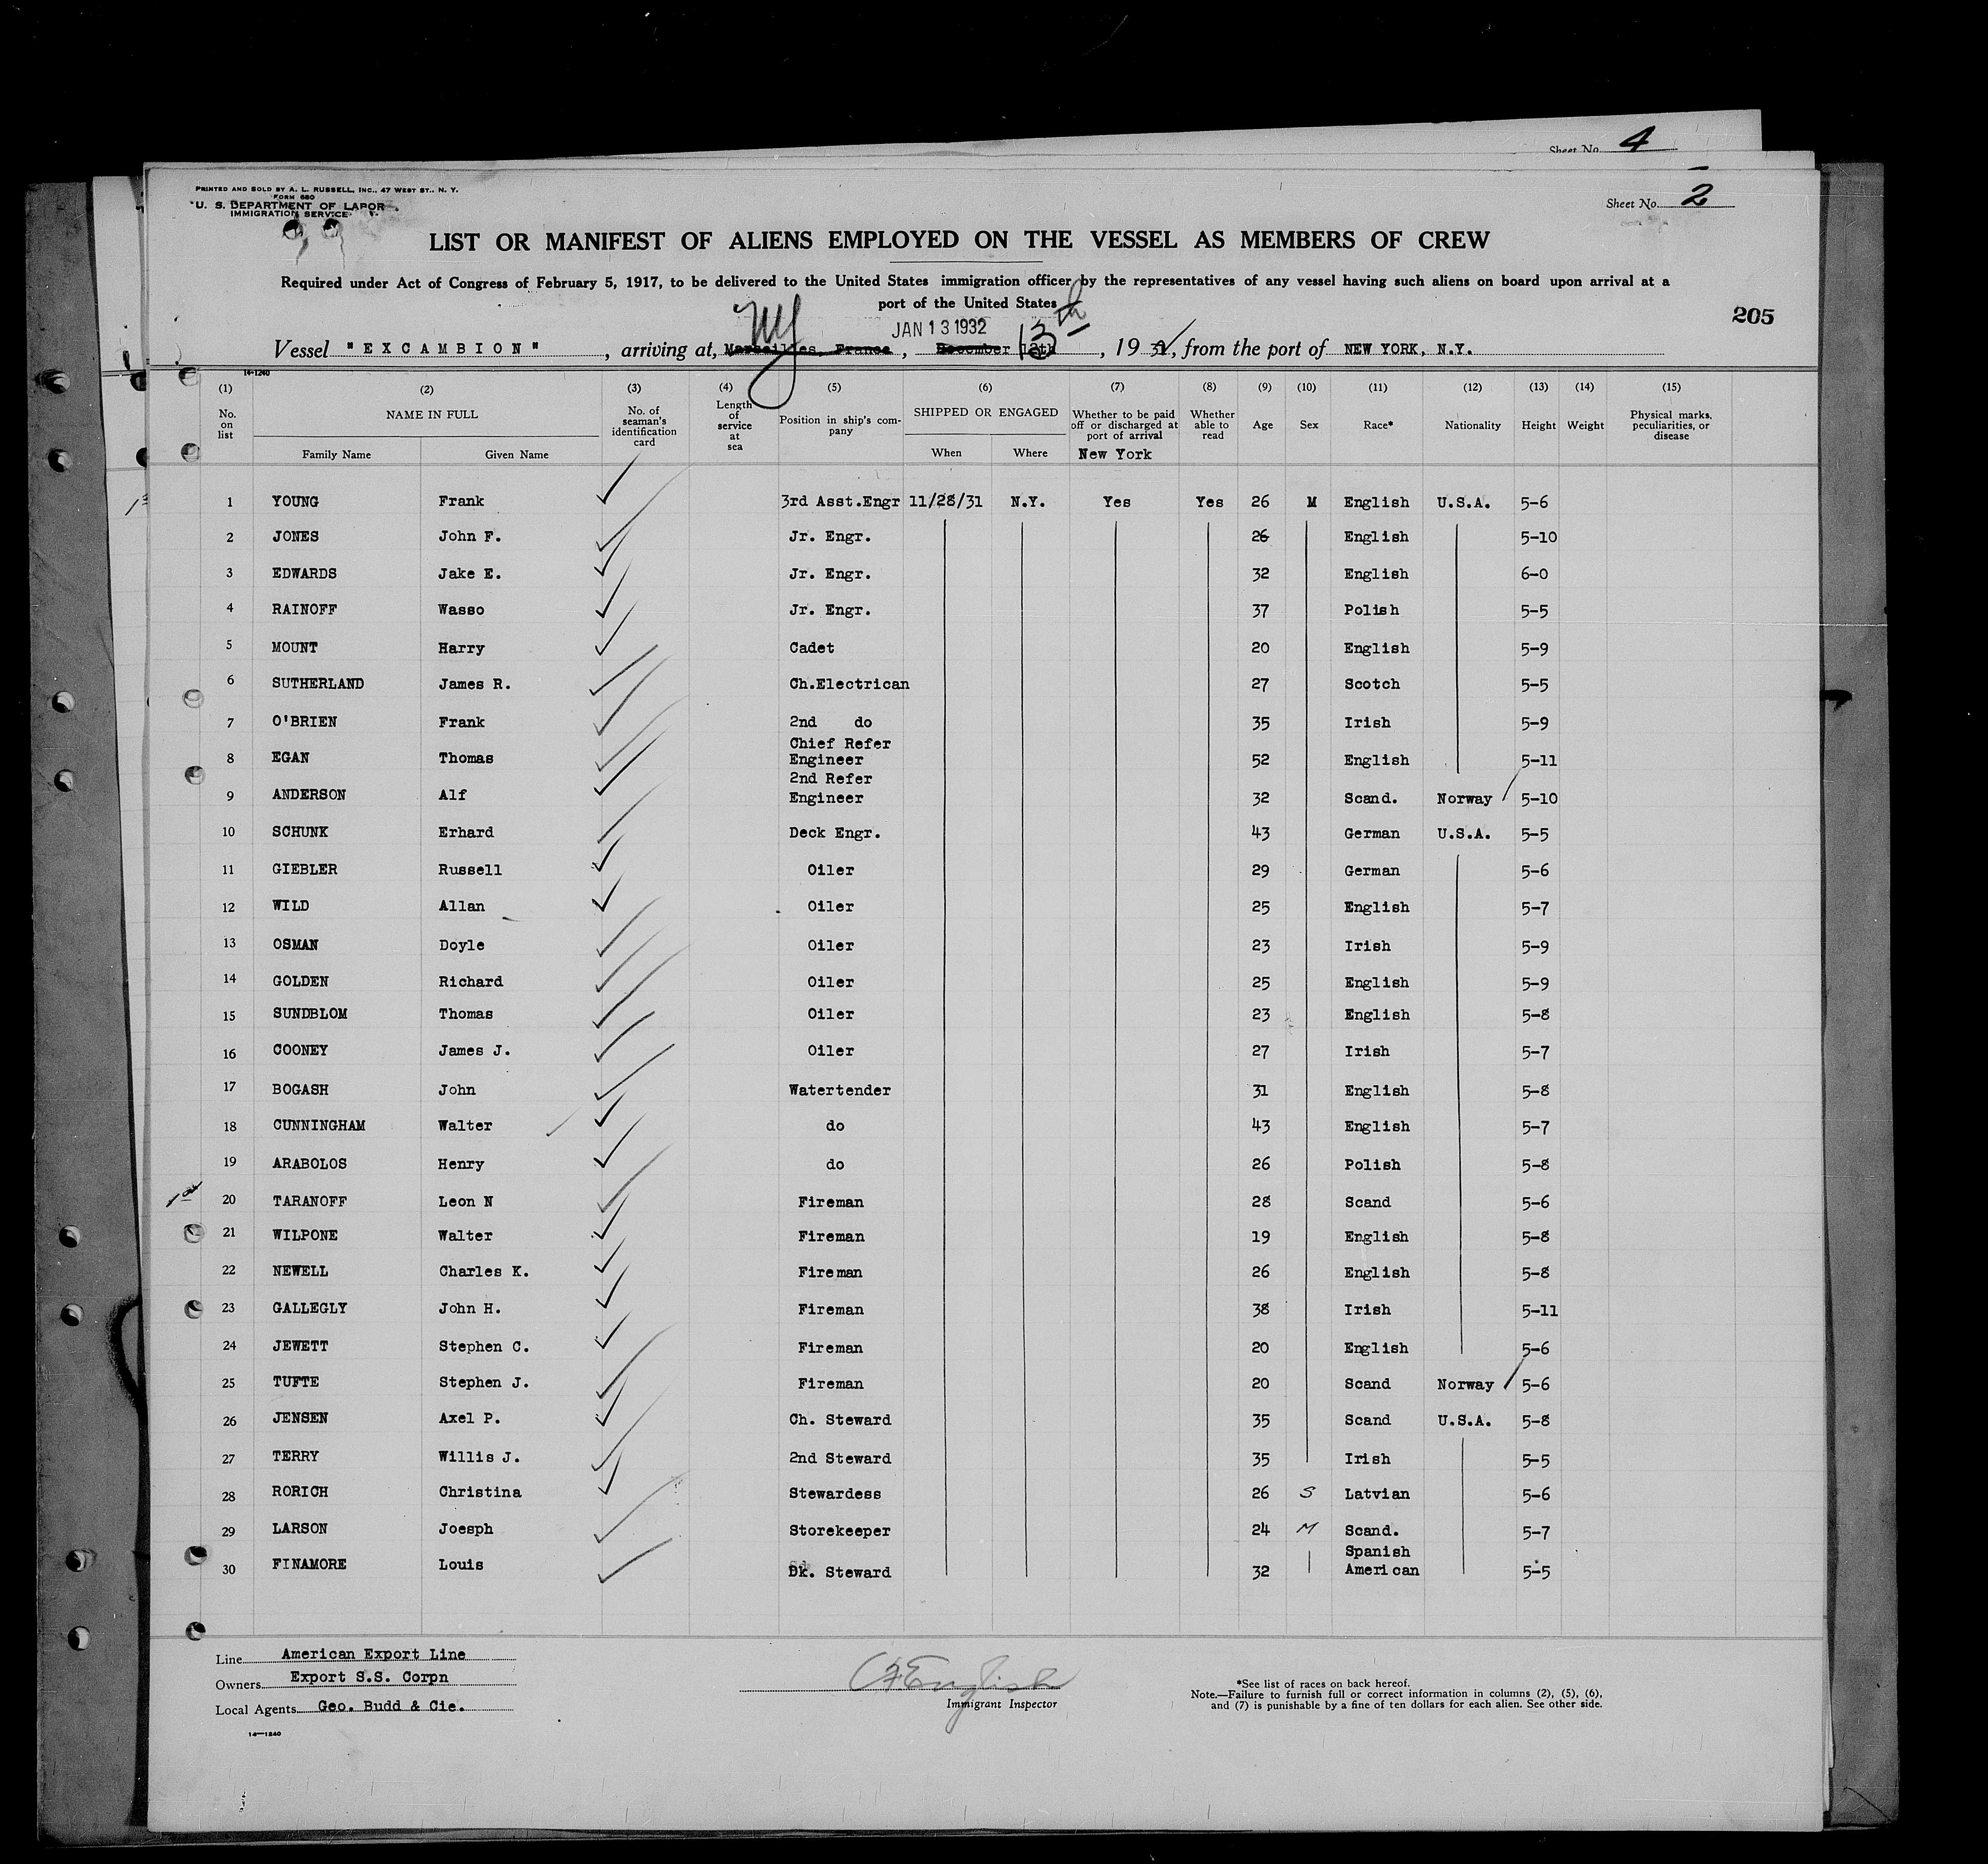 Sheet No. 4
PRINTED AND SOLD BY A. L. RUSSELL, INC., 47 WEST ST., N. Y.
FORM 680
U. S. DEPARTMENT OF LABOR
IMMIGRATION SERVICE
Sheet No. 2
LIST OR MANIFEST OF ALIENS EMPLOYED ON THE VESSEL AS MEMBERS OF CREW
Required under Act of Congress of February 5, 1917, to be delivered to the United States immigration officer by the representatives of any vessel having such aliens on board upon arrival at a
port of the United States
205
JAN 13 1932
Vessel "EXCAMBION", arriving at, Marseilles, France NY, December 12th 13th, 19 , from the port of NEW YORK, N.Y.
14-1240
(1) (2) (3) (4) (5) (6) (7) (8) (9) (10) (11) (12) (13) (14) (15)
No. on list NAME IN FULL Family Name Given Name No. of seaman's identification card Length of service at sea Position in ship's company SHIPPED OR ENGAGED When Where Whether to be paid off or discharged at port of arrival New York Whether able to read Age Sex Race* Nationality Height Weight Physical marks, peculiarities, or disease
1 YOUNG Frank 3rd Asst.Engr 11/28/31 N.Y. Yes Yes 26 M English U.S.A. 5-6
2 JONES John F. Jr. Engr. 26 English 5-10
3 EDWARDS Jake E. Jr. Engr. 32 English 6-0
4 RAINOFF Wasso Jr. Engr. 37 Polish 5-5
5 MOUNT Harry Cadet 20 English 5-9
6 SUTHERLAND James R. Ch.Electrican 27 Scotch 5-5
7 O'BRIEN Frank 2nd do 35 Irish 5-9
8 EGAN Thomas Chief Refer Engineer 52 English 5-11
9 ANDERSON Alf 2nd Refer Engineer 32 Scand. Norway 5-10
10 SCHUNK Erhard Deck Engr. 43 German U.S.A. 5-5
11 GIEBLER Russell Oiler 29 German 5-6
12 WILD Allan Oiler 25 English 5-7
13 OSMAN Doyle Oiler 23 Irish 5-9
14 GOLDEN Richard Oiler 25 English 5-9
15 SUNDBLOM Thomas Oiler 23 English 5-8
16 COONEY James J. Oiler 27 Irish 5-7
17 BOGASH John Watertender 31 English 5-8
18 CUNNINGHAM Walter do 43 English 5-7
19 ARABOLOS Henry do 26 Polish 5-8
20 TARANOFF Leon N Fireman 28 Scand 5-6
21 WILPONE Walter Fireman 19 English 5-8
22 NEWELL Charles K. Fireman 26 English 5-8
23 GALLEGLY John H. Fireman 38 Irish 5-11
24 JEWETT Stephen C. Fireman 20 English 5-6
25 TUFTE Stephen J. Fireman 20 Scand Norway 5-6
26 JENSEN Axel P. Ch. Steward 35 Scand U.S.A. 5-8
27 TERRY Willis J. 2nd Steward 35 Irish 5-5
28 RORICH Christina Stewardess 26 S Latvian 5-6
29 LARSON Joesph Storekeeper 24 M Scand. 5-7
30 FINAMORE Louis Dk. Steward 32 Spanish American 5-5
Line American Export Line
Owners Export S.S. Corpn
Local Agents Geo. Budd & Cie.
14-1240
English
Immigrant Inspector
*See list of races on back hereof.
Note.—Failure to furnish full or correct information in columns (2), (5), (6),
and (7) is punishable by a fine of ten dollars for each alien. See other side.